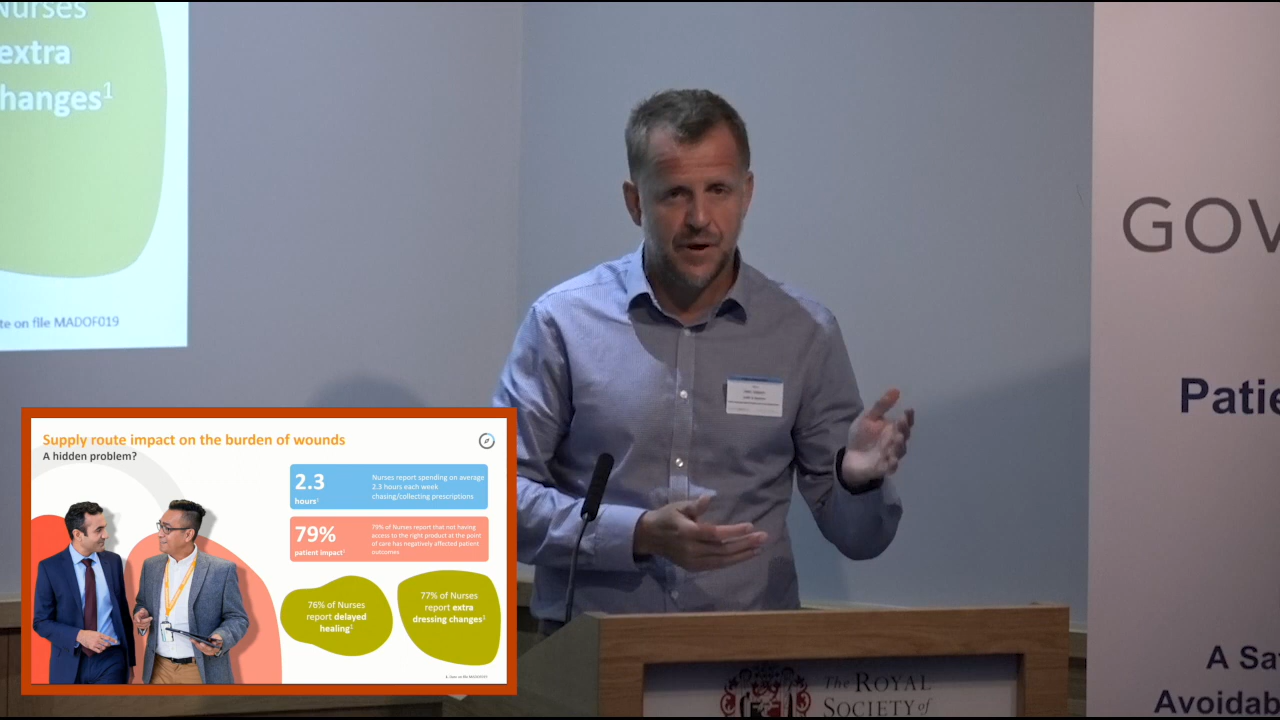 Nurses
extra
hanges¹
te on file MADOF019
GOV
Patie
A Sa
Avoidab
The ROYAL
SOCIETY of
Supply route impact on the burden of wounds
A hidden problem?
2.3
hours¹
Nurses report spending on average
2.3 hours each week
chasing/collecting prescriptions
79%
patient impact¹
79% of Nurses report that not having
access to the right product at the point
of care has negatively affected patient
outcomes
76% of Nurses
report delayed
healing¹
77% of Nurses
report extra
dressing changes¹